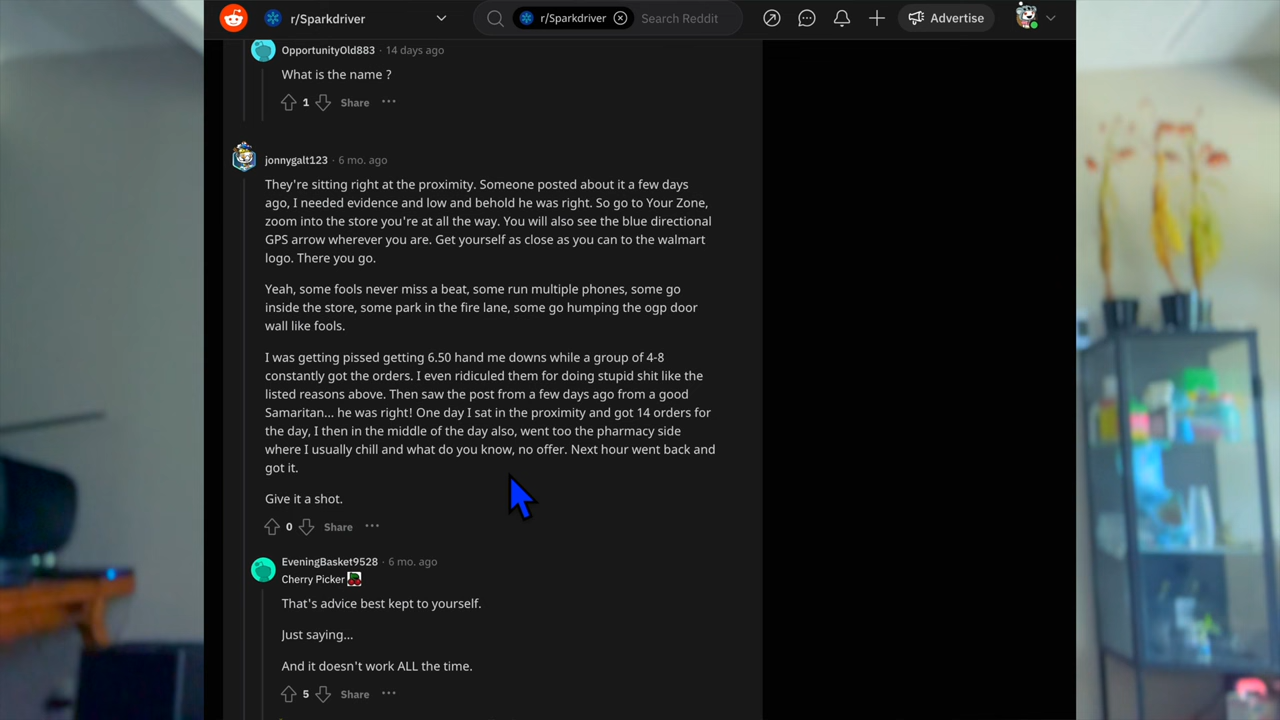 r/Sparkdriver
r/Sparkdriver
Search Reddit
Advertise
OpportunityOld883 · 14 days ago
What is the name ?
1 Share ···
jonnygalt123 · 6 mo. ago
They're sitting right at the proximity. Someone posted about it a few days
ago, I needed evidence and low and behold he was right. So go to Your Zone,
zoom into the store you're at all the way. You will also see the blue directional
GPS arrow wherever you are. Get yourself as close as you can to the walmart
logo. There you go.
Yeah, some fools never miss a beat, some run multiple phones, some go
inside the store, some park in the fire lane, some go humping the ogp door
wall like fools.
I was getting pissed getting 6.50 hand me downs while a group of 4-8
constantly got the orders. I even ridiculed them for doing stupid shit like the
listed reasons above. Then saw the post from a few days ago from a good
Samaritan... he was right! One day I sat in the proximity and got 14 orders for
the day, I then in the middle of the day also, went too the pharmacy side
where I usually chill and what do you know, no offer. Next hour went back and
got it.
Give it a shot.
0 Share ···
EveningBasket9528 · 6 mo. ago
Cherry Picker
That's advice best kept to yourself.
Just saying...
And it doesn't work ALL the time.
5 Share ···